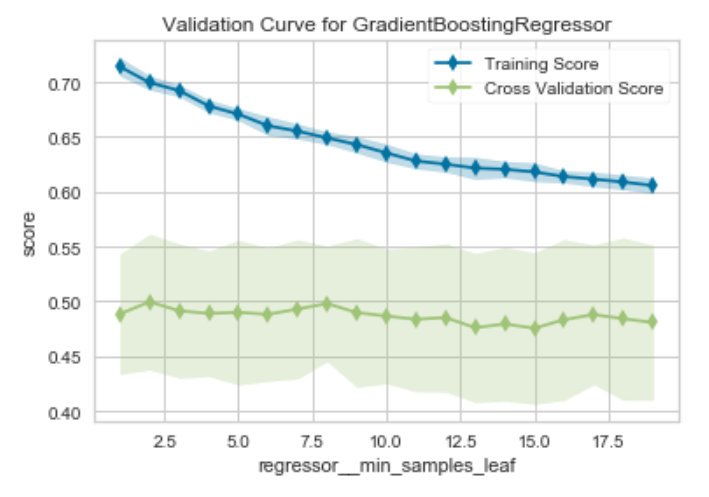 Validation Curve for GradientBoostingRegressor
Training Score
Cross Validation Score
0.70
0.65
0.60
0.55
0.50
0.45
0.40
score
2.5 5.0 7.5 10.0 12.5 15.0 17.5
regressor__min_samples_leaf